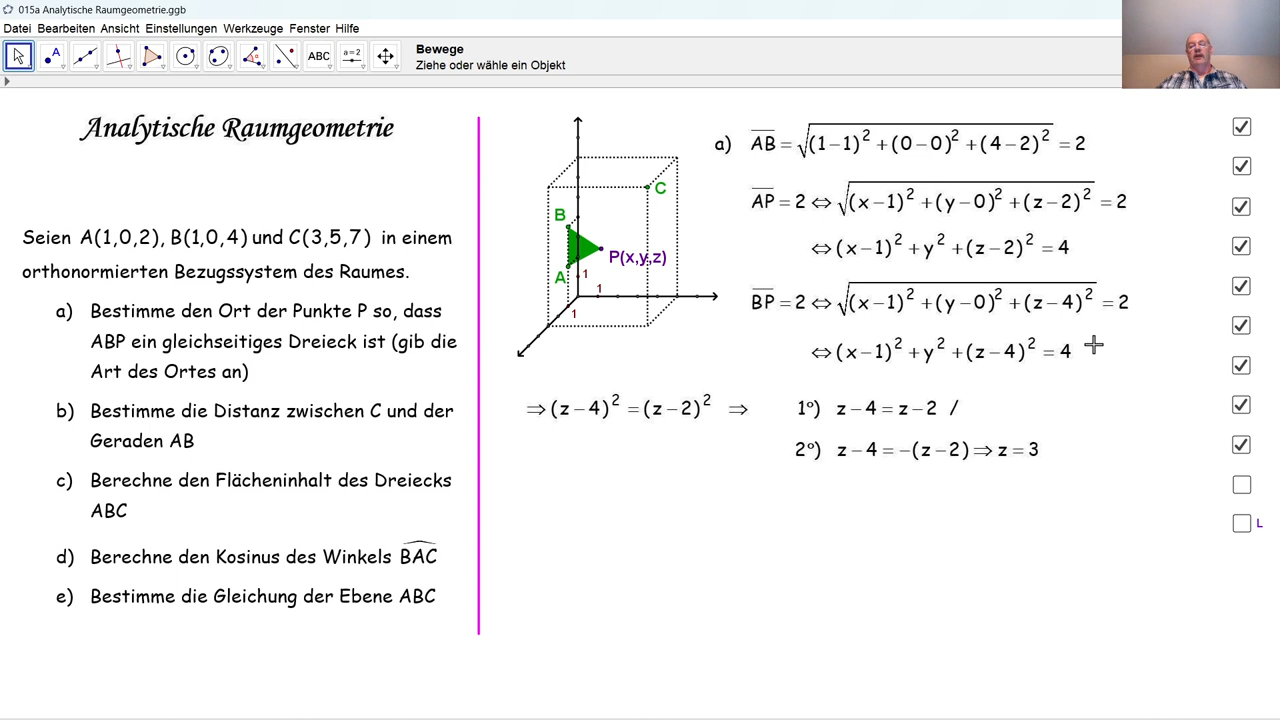 015a Analytische Raumgeometrie.ggb
Datei Bearbeiten Ansicht Einstellungen Werkzeuge Fenster Hilfe
A
ABC
a=2
Bewege
Ziehe oder wähle ein Objekt
Analytische Raumgeometrie
Seien A(1,0,2), B(1,0,4) und C(3,5,7) in einem
orthonormierten Bezugssystem des Raumes.
a) Bestimme den Ort der Punkte P so, dass
ABP ein gleichseitiges Dreieck ist (gib die
Art des Ortes an)
b) Bestimme die Distanz zwischen C und der
Geraden AB
c) Berechne den Flächeninhalt des Dreiecks
ABC
d) Berechne den Kosinus des Winkels B͡AC
e) Bestimme die Gleichung der Ebene ABC
C
B
P(x,y,z)
A
1
1
1
a) A̅B̅ = √((1−1)² + (0−0)² + (4−2)²) = 2
A̅P̅ = 2 ⇔ √((x−1)² + (y−0)² + (z−2)²) = 2
⇔ (x−1)² + y² + (z−2)² = 4
B̅P̅ = 2 ⇔ √((x−1)² + (y−0)² + (z−4)²) = 2
⇔ (x−1)² + y² + (z−4)² = 4
⇒ (z−4)² = (z−2)² ⇒ 1°) z−4 = z−2 /
2°) z−4 = −(z−2) ⇒ z = 3
L